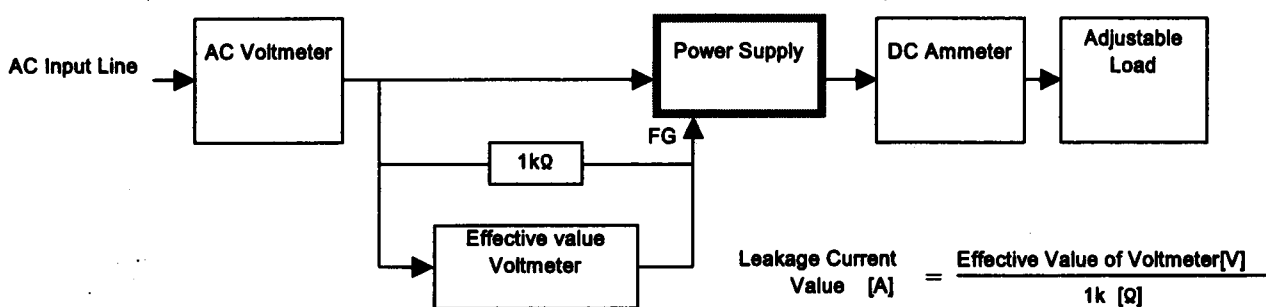 AC Input Line
AC Voltmeter
Power Supply
DC Ammeter
Adjustable
Load
FG
1kΩ
Effective value
Voltmeter
Leakage Current
Value [A]
=
Effective Value of Voltmeter[V]
1k [Ω]